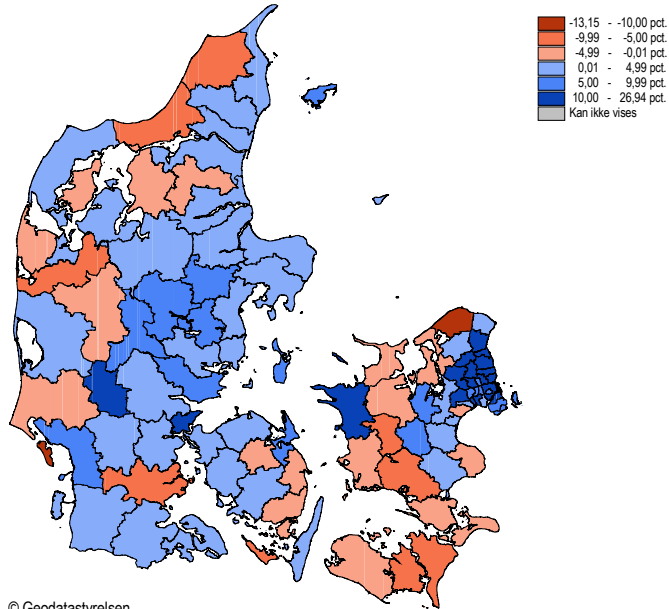 -13,15 - -10,00 pct.
-9,99 - -5,00 pct.
-4,99 - -0,01 pct.
0,01 - 4,99 pct.
5,00 - 9,99 pct.
10,00 - 26,94 pct.
Kan ikke vises
© Geodatastyrelsen